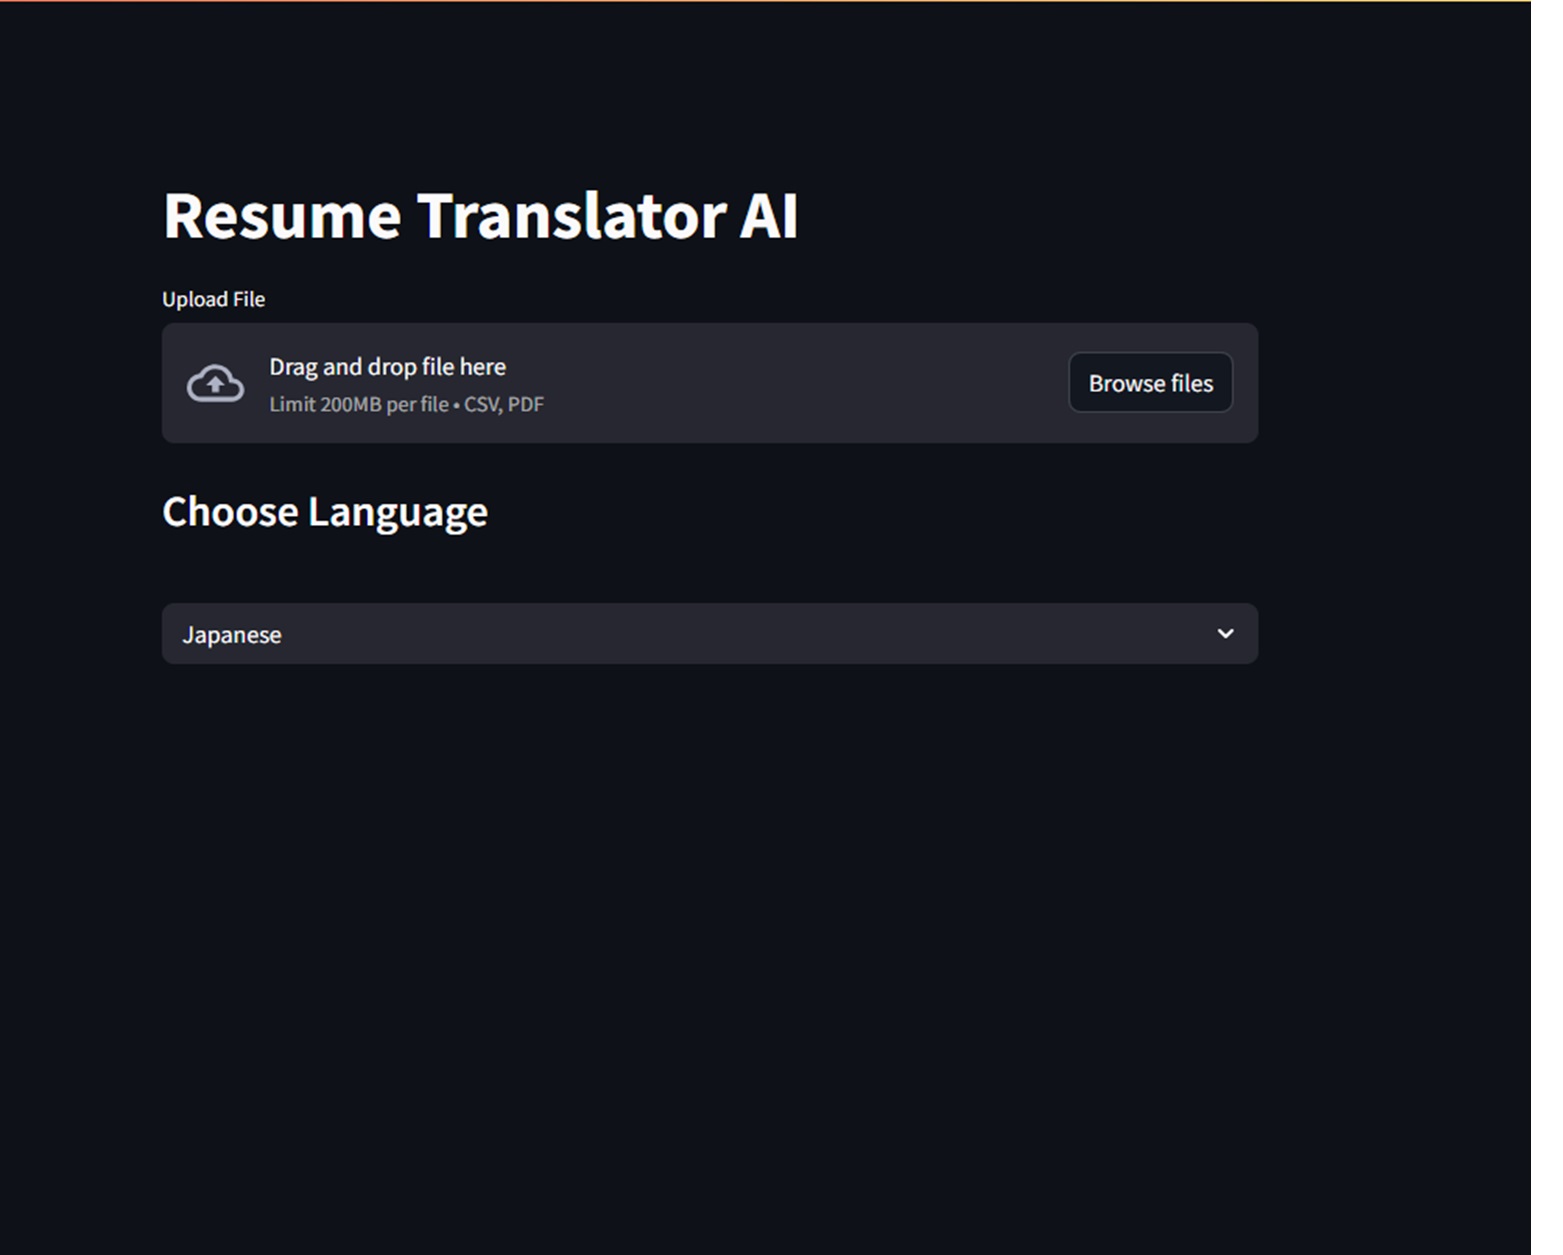 Resume Translator AI
Upload File
Drag and drop file here
Limit 200MB per file • CSV, PDF
Browse files
Choose Language
Japanese